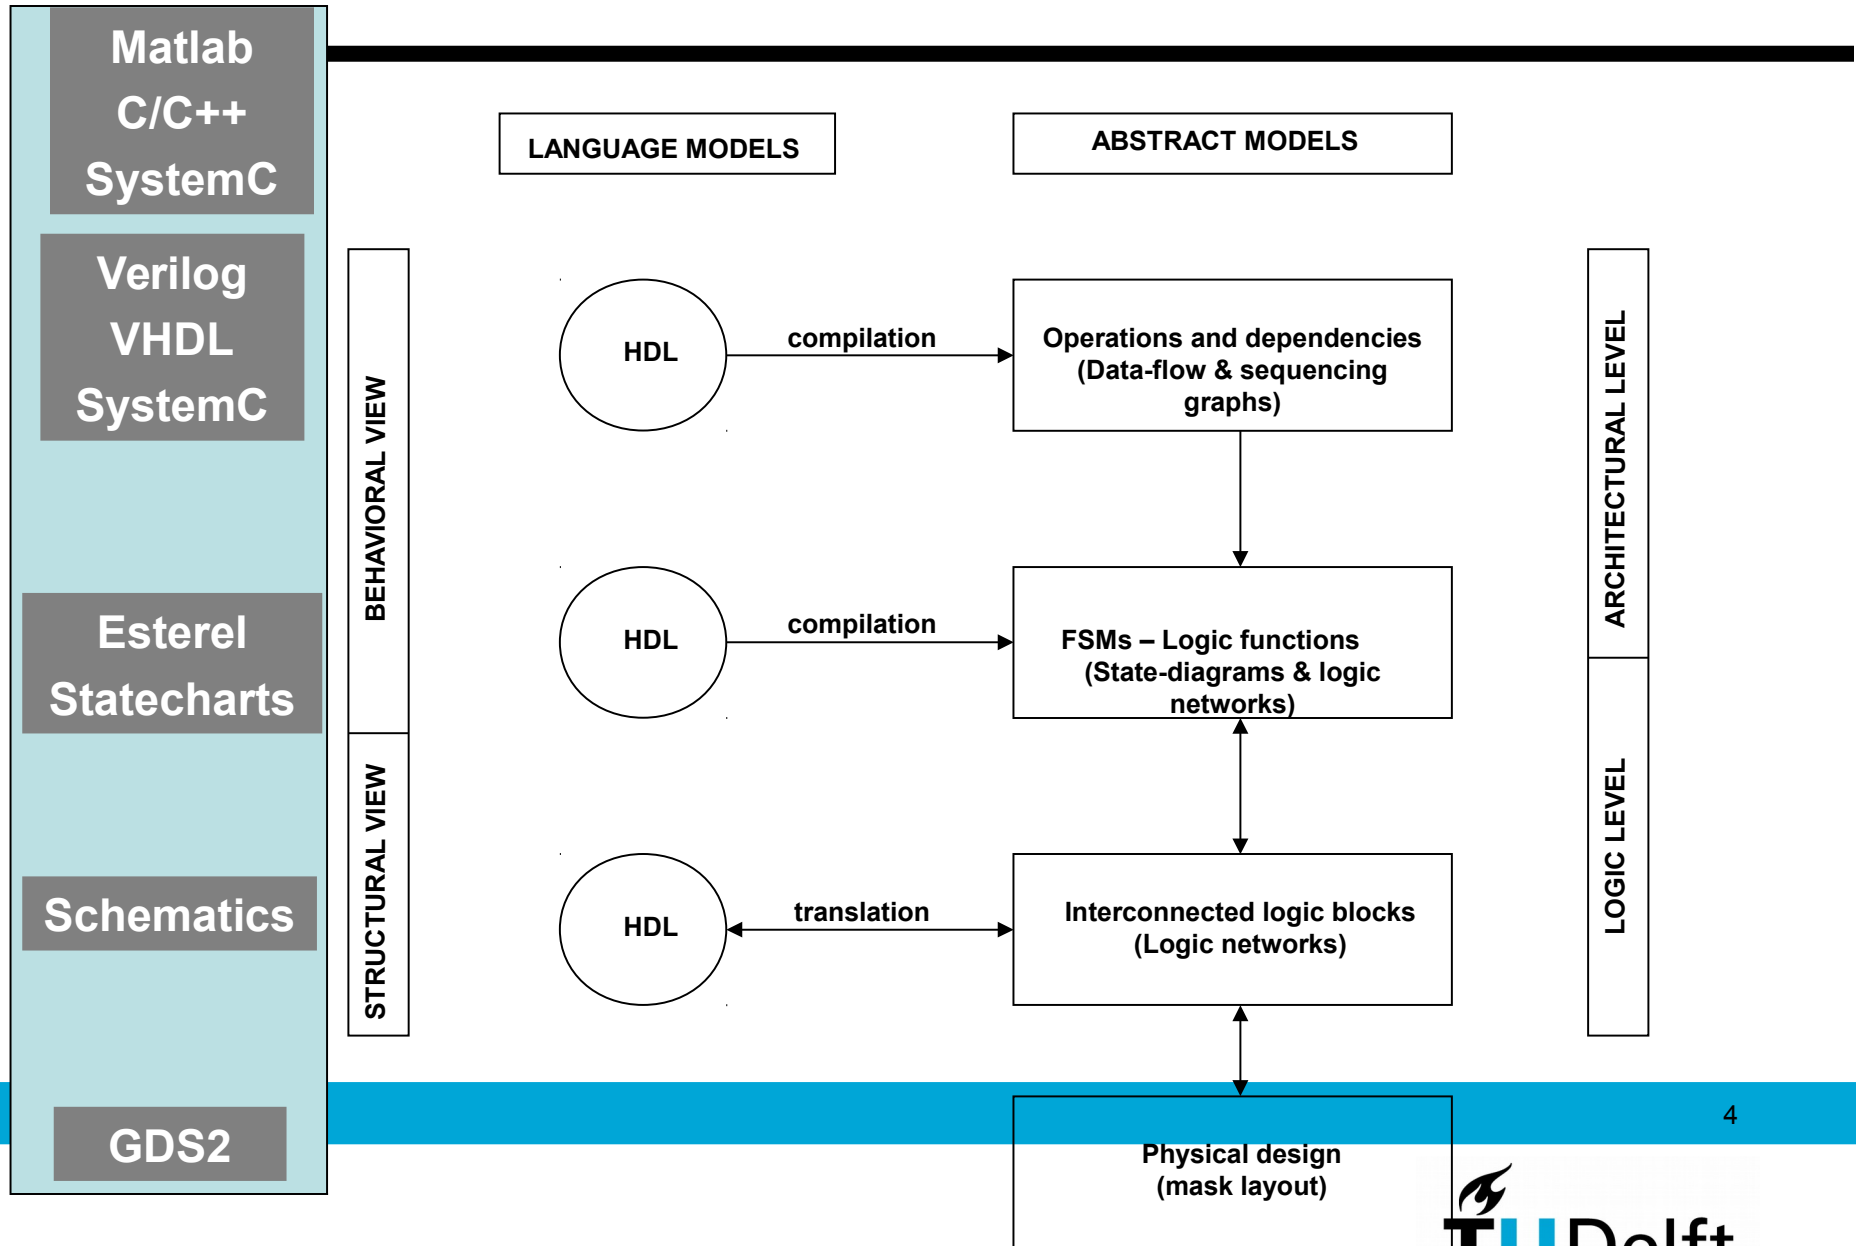 Matlab
C/C++
SystemC
Verilog
VHDL
SystemC
Esterel
Statecharts
Schematics
GDS2
LANGUAGE MODELS
ABSTRACT MODELS
BEHAVIORAL VIEW
STRUCTURAL VIEW
HDL
compilation
Operations and dependencies
(Data-flow & sequencing
graphs)
HDL
compilation
FSMs – Logic functions
(State-diagrams & logic
networks)
HDL
translation
Interconnected logic blocks
(Logic networks)
Physical design
(mask layout)
ARCHITECTURAL LEVEL
LOGIC LEVEL
4
TUDelft